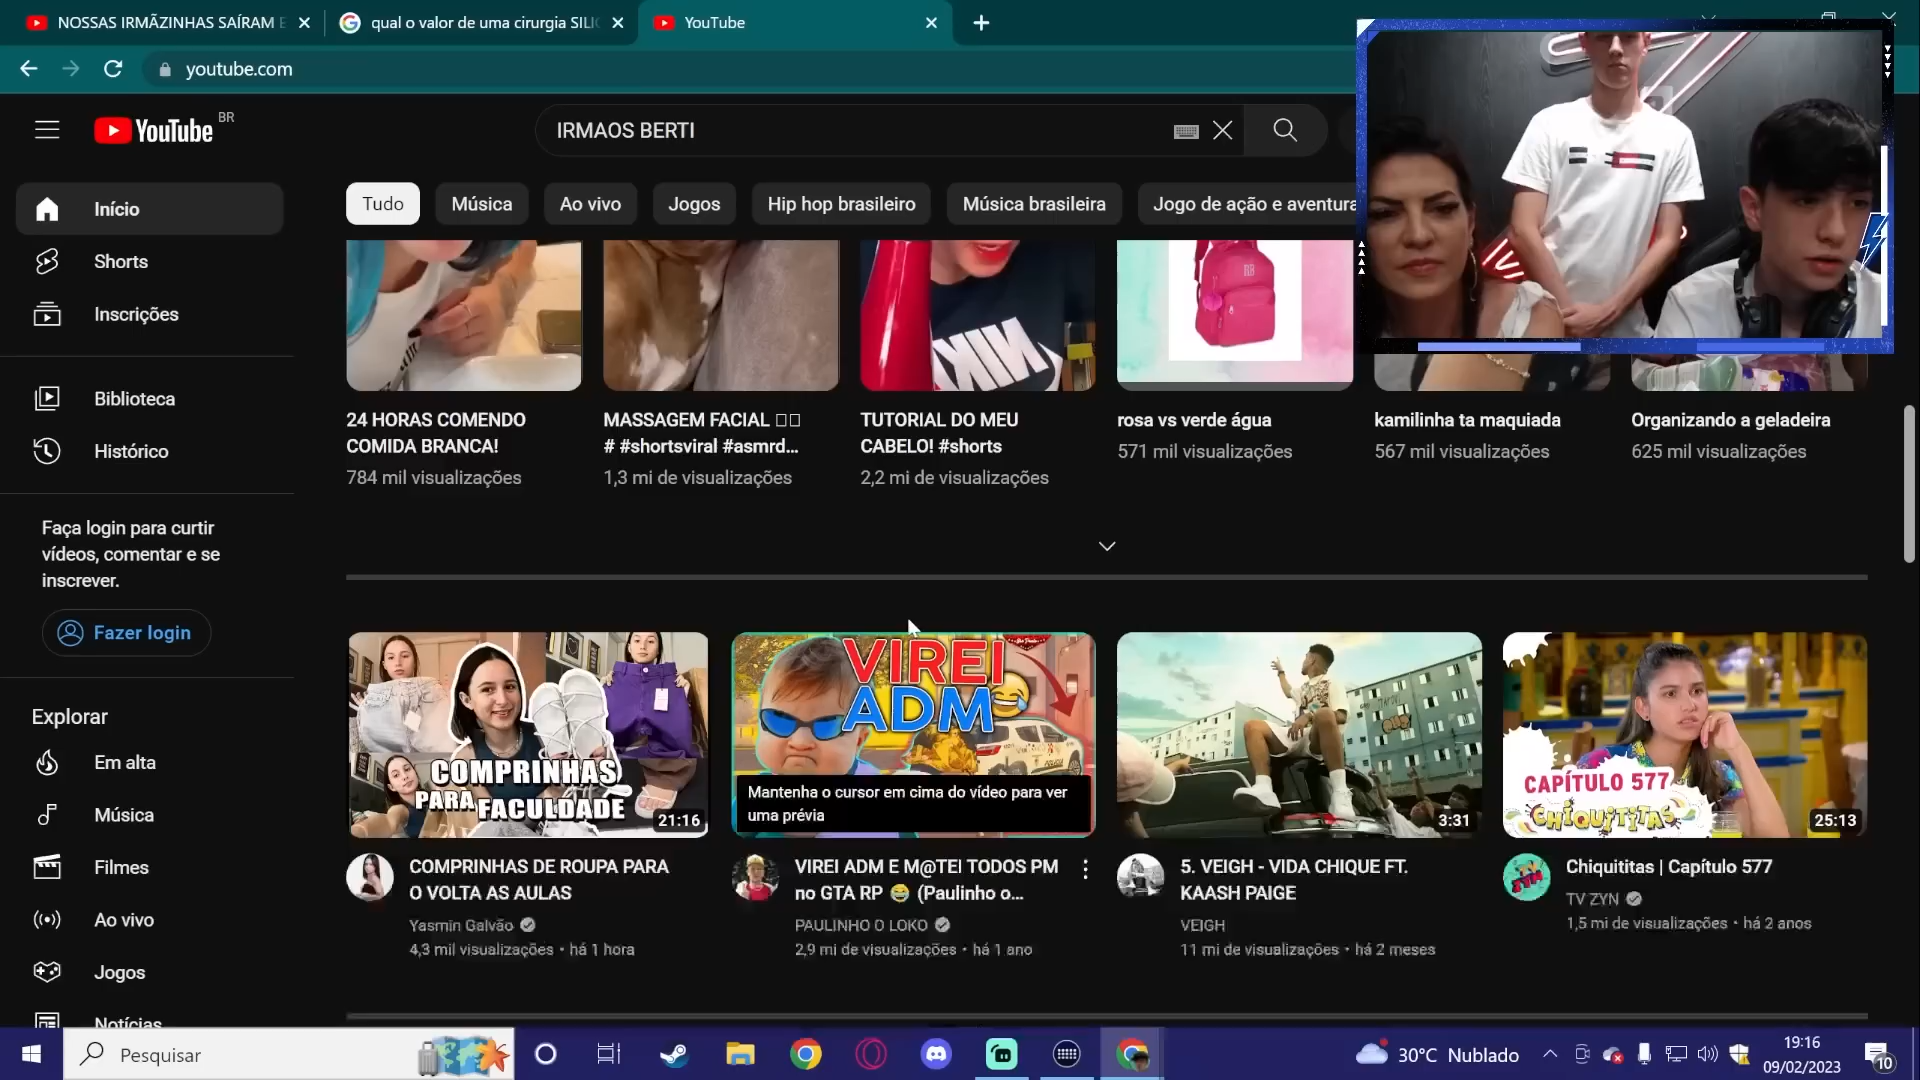 NOSSAS IRMÃZINHAS SAÍRAM E
qual o valor de uma cirurgia SILIC
YouTube
youtube.com
YouTube BR
IRMAOS BERTI
Início
Shorts
Inscrições
Biblioteca
Histórico
Faça login para curtir
vídeos, comentar e se
inscrever.
Fazer login
Explorar
Em alta
Música
Filmes
Ao vivo
Jogos
Notícias
Tudo
Música
Ao vivo
Jogos
Hip hop brasileiro
Música brasileira
Jogo de ação e aventura
24 HORAS COMENDO
COMIDA BRANCA!
784 mil visualizações
MASSAGEM FACIAL
# #shortsviral #asmrd...
1,3 mi de visualizações
NIK
TUTORIAL DO MEU
CABELO! #shorts
2,2 mi de visualizações
rosa vs verde água
571 mil visualizações
kamilinha ta maquiada
567 mil visualizações
Organizando a geladeira
625 mil visualizações
COMPRINHAS
PARA FACULDADE
21:16
COMPRINHAS DE ROUPA PARA
O VOLTA AS AULAS
Yasmin Galvão
4,3 mil visualizações • há 1 hora
VIREI
ADM
Mantenha o cursor em cima do vídeo para ver
uma prévia
VIREI ADM E M@TEI TODOS PM
no GTA RP 😂 (Paulinho o...
PAULINHO O LOKO
2,9 mi de visualizações • há 1 ano
3:31
5. VEIGH - VIDA CHIQUE FT.
KAASH PAIGE
VEIGH
11 mi de visualizações • há 2 meses
CAPÍTULO 577
CHIQUITITAS
25:13
Chiquititas | Capítulo 577
TV ZYN
1,5 mi de visualizações • há 2 anos
Pesquisar
30°C Nublado
19:16
09/02/2023
10